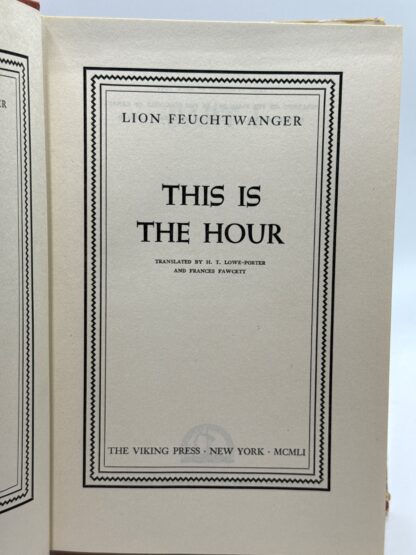 LION FEUCHTWANGER
THIS IS
THE HOUR
TRANSLATED BY H. T. LOWE-PORTER
AND FRANCES FAWCETT
THE VIKING PRESS · NEW YORK · MCMLI